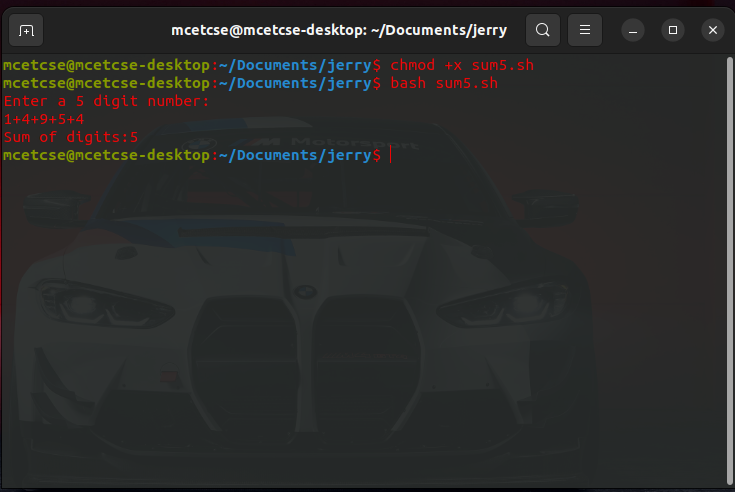 mcetcse@mcetcse-desktop: ~/Documents/jerry
mcetcse@mcetcse-desktop:~/Documents/jerry$ chmod +x sum5.sh
mcetcse@mcetcse-desktop:~/Documents/jerry$ bash sum5.sh
Enter a 5 digit number:
1+4+9+5+4
Sum of digits:5
mcetcse@mcetcse-desktop:~/Documents/jerry$
M Motorsport